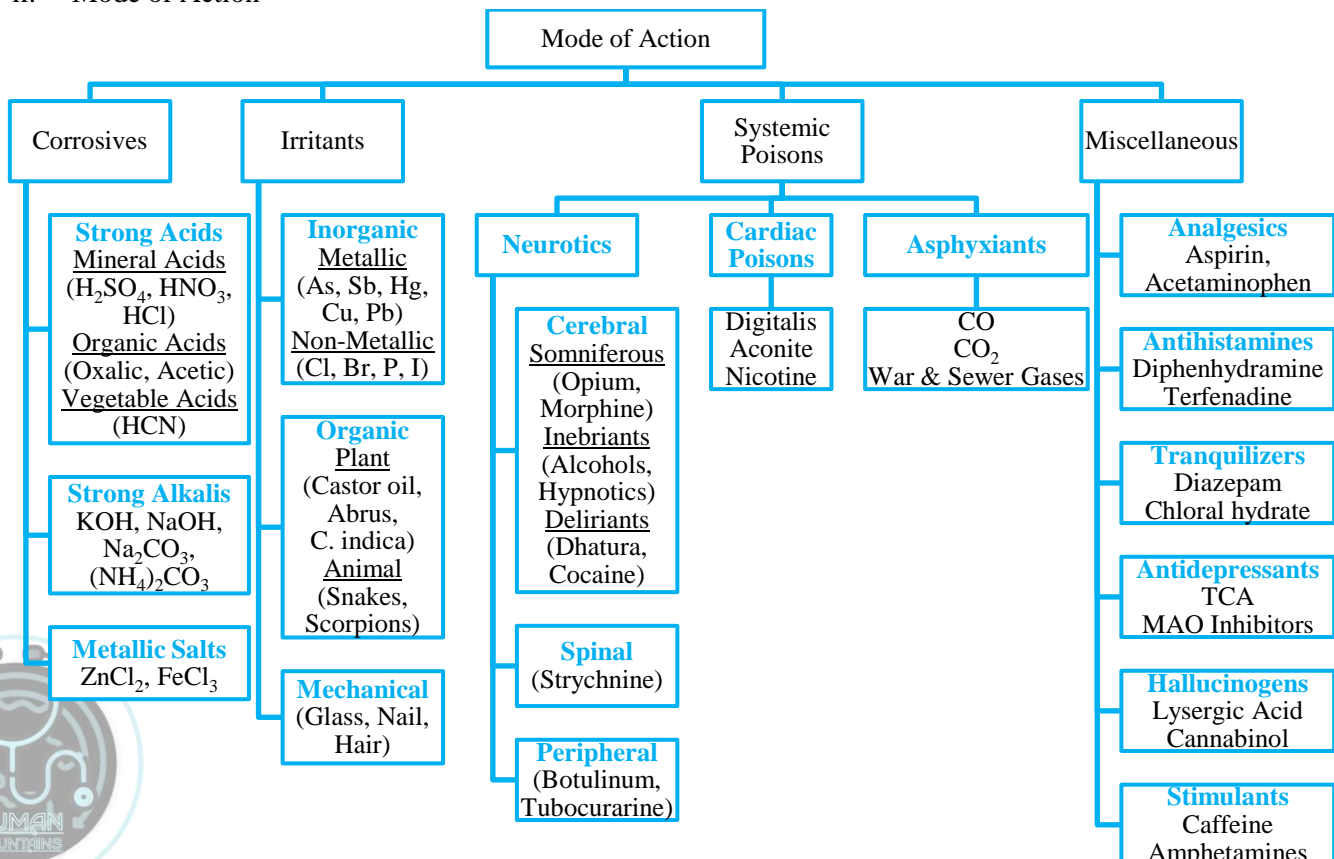 Mode of Action
Mode of Action
Corrosives
Irritants
Systemic
Poisons
Miscellaneous
Strong Acids
Mineral Acids
(H₂SO₄, HNO₃,
HCl)
Organic Acids
(Oxalic, Acetic)
Vegetable Acids
(HCN)
Strong Alkalis
KOH, NaOH,
Na₂CO₃,
(NH₄)₂CO₃
Metallic Salts
ZnCl₂, FeCl₃
Inorganic
Metallic
(As, Sb, Hg,
Cu, Pb)
Non-Metallic
(Cl, Br, P, I)
Organic
Plant
(Castor oil,
Abrus,
C. indica)
Animal
(Snakes,
Scorpions)
Mechanical
(Glass, Nail,
Hair)
Neurotics
Cerebral
Somniferous
(Opium,
Morphine)
Inebriants
(Alcohols,
Hypnotics)
Deliriants
(Dhatura,
Cocaine)
Spinal
(Strychnine)
Peripheral
(Botulinum,
Tubocurarine)
Cardiac
Poisons
Digitalis
Aconite
Nicotine
Asphyxiants
CO
CO₂
War & Sewer Gases
Analgesics
Aspirin,
Acetaminophen
Antihistamines
Diphenhydramine
Terfenadine
Tranquilizers
Diazepam
Chloral hydrate
Antidepressants
TCA
MAO Inhibitors
Hallucinogens
Lysergic Acid
Cannabinol
Stimulants
Caffeine
Amphetamines